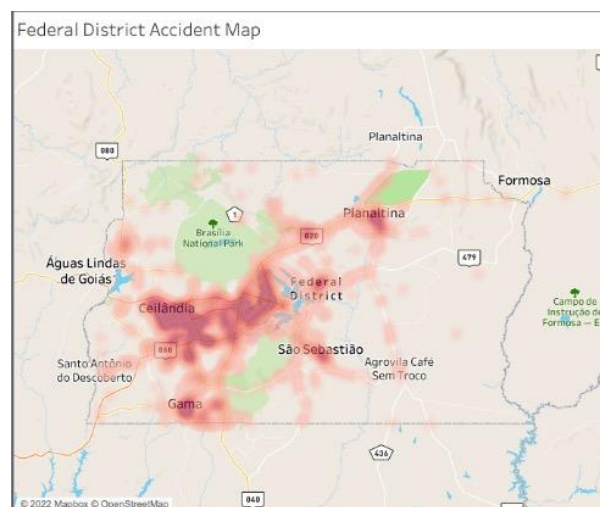 Federal District Accident Map
Planaltina
080
Formosa
Planaltina
1
Brasília
National Park
020
479
Águas Lindas
de Goiás
Federal
District
Campo de
Instrução de
Formosa — E
Ceilândia
060
São Sebastião
Santo Antônio
do Descoberto
Agrovila Café
Sem Troco
Gama
436
040
© 2022 Mapbox © OpenStreetMap